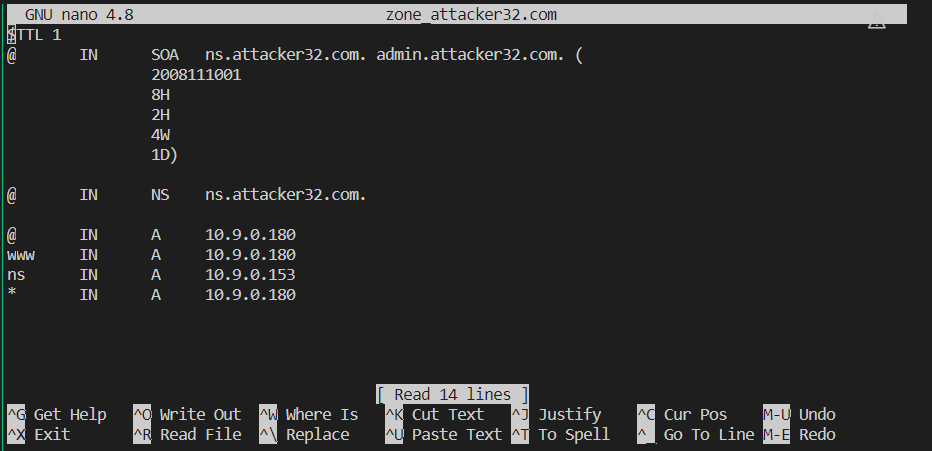 GNU nano 4.8 zone_attacker32.com
$TTL 1
@ IN SOA ns.attacker32.com. admin.attacker32.com. (
2008111001
8H
2H
4W
1D)
@ IN NS ns.attacker32.com.
@ IN A 10.9.0.180
www IN A 10.9.0.180
ns IN A 10.9.0.153
* IN A 10.9.0.180
[ Read 14 lines ]
^G Get Help ^O Write Out ^W Where Is ^K Cut Text ^J Justify ^C Cur Pos M-U Undo
^X Exit ^R Read File ^\ Replace ^U Paste Text ^T To Spell ^_ Go To Line M-E Redo